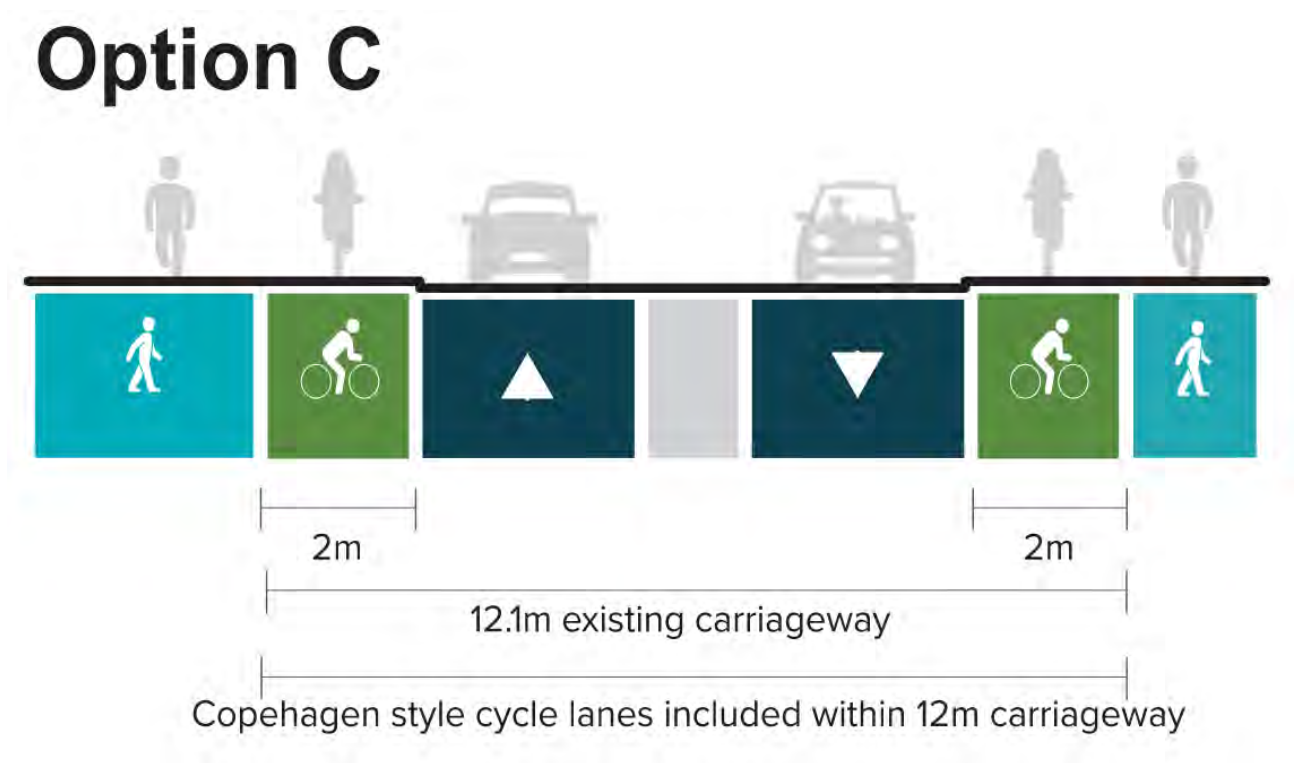 Option C
2m 2m
12.1m existing carriageway
Copehagen style cycle lanes included within 12m carriageway